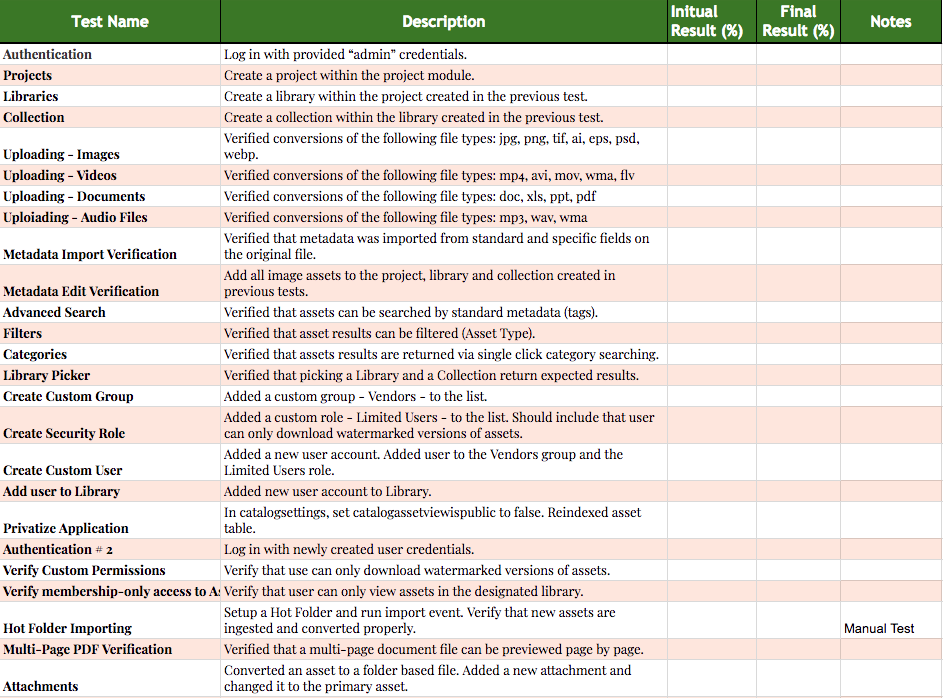 Test Name Description Initual Result (%) Final Result (%) Notes
Authentication Log in with provided “admin” credentials.
Projects Create a project within the project module.
Libraries Create a library within the project created in the previous test.
Collection Create a collection within the library created in the previous test.
Uploading - Images Verified conversions of the following file types: jpg, png, tif, ai, eps, psd,
webp.
Uploading - Videos Verified conversions of the following file types: mp4, avi, mov, wma, flv
Uploading - Documents Verified conversions of the following file types: doc, xls, ppt, pdf
Uploiading - Audio Files Verified conversions of the following file types: mp3, wav, wma
Metadata Import Verification Verified that metadata was imported from standard and specific fields on
the original file.
Metadata Edit Verification Add all image assets to the project, library and collection created in
previous tests.
Advanced Search Verified that assets can be searched by standard metadata (tags).
Filters Verified that asset results can be filtered (Asset Type).
Categories Verified that assets results are returned via single click category searching.
Library Picker Verified that picking a Library and a Collection return expected results.
Create Custom Group Added a custom group - Vendors - to the list.
Create Security Role Added a custom role - Limited Users - to the list. Should include that user
can only download watermarked versions of assets.
Create Custom User Added a new user account. Added user to the Vendors group and the
Limited Users role.
Add user to Library Added new user account to Library.
Privatize Application In catalogsettings, set catalogassetviewispublic to false. Reindexed asset
table.
Authentication # 2 Log in with newly created user credentials.
Verify Custom Permissions Verify that use can only download watermarked versions of assets.
Verify membership-only access to As Verify that user can only view assets in the designated library.
Hot Folder Importing Setup a Hot Folder and run import event. Verify that new assets are
ingested and converted properly. Manual Test
Multi-Page PDF Verification Verified that a multi-page document file can be previewed page by page.
Attachments Converted an asset to a folder based file. Added a new attachment and
changed it to the primary asset.